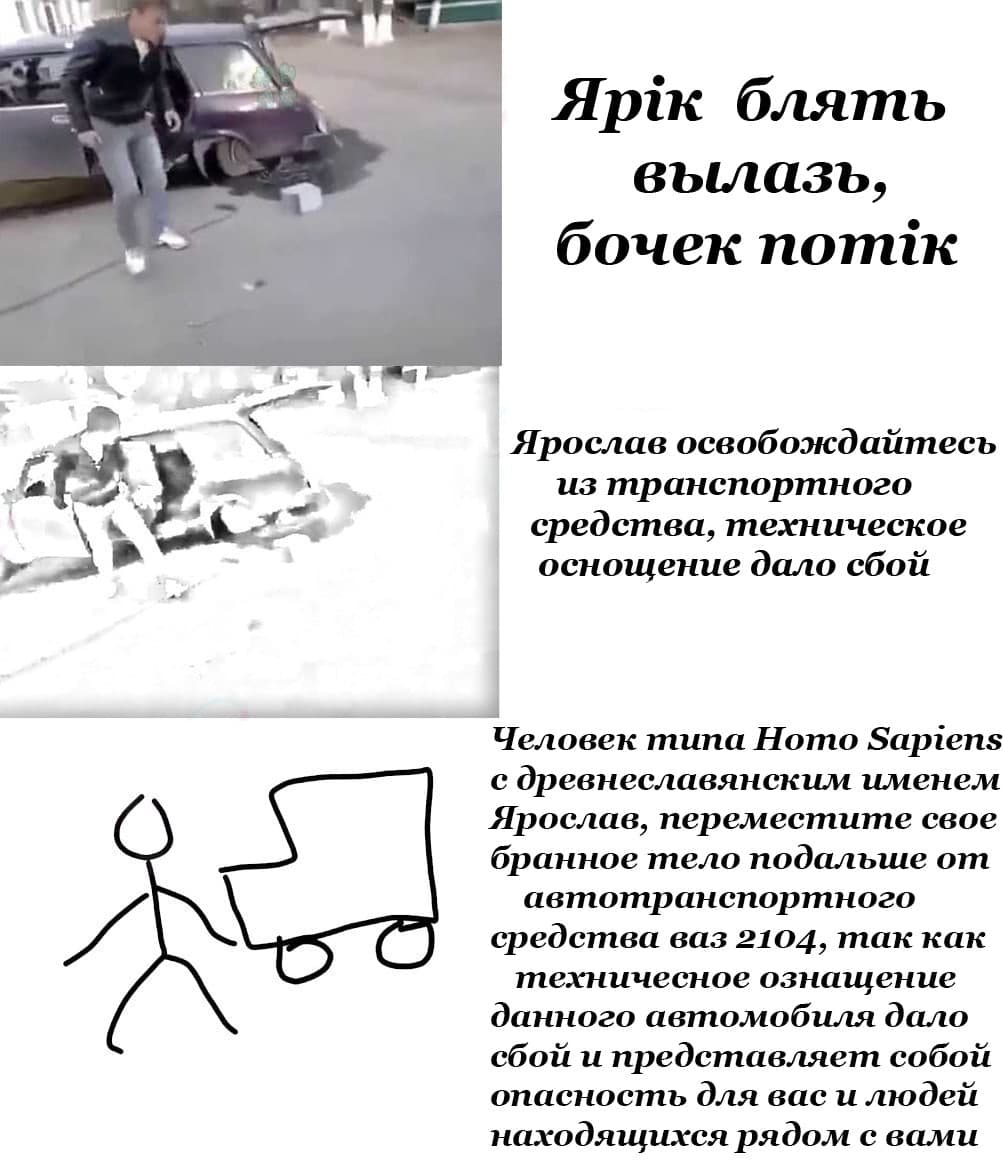 Ярік блять
вылазь,
бочек потік
Ярослав освобождайтесь
из транспортного
средства, техническое
оснощение дало сбой
Человек типа Homo Sapiens
с древнеславянским именем
Ярослав, переместите свое
бранное тело подальше от
автотранспортного
средства ваз 2104, так как
техничесное ознащение
данного автомобиля дало
сбой и представляет собой
опасность для вас и людей
находящихся рядом с вами